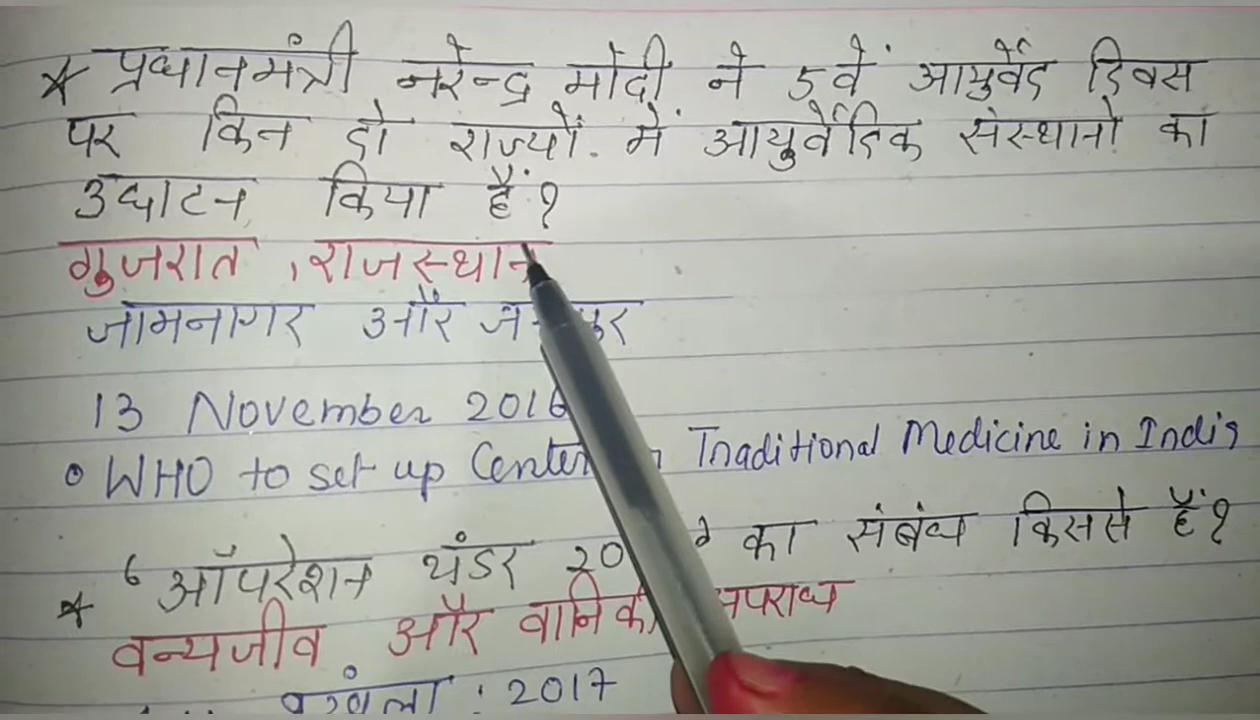 * प्रधानमंत्री नरेन्द्र मोदी ने 5वें आयुर्वेद दिवस
पर किन दो राज्यों में आयुर्वेदिक संस्थानों का
उद्घाटन किया हैं?
गुजरात , राजस्थान
जामनगर और
13 November 2016
• WHO to set up Center Traditional Medicine in India
* 'ऑपरेशन थंडर 20 का संबंध किससे हैं?
वन्यजीव और वानिकी अपराध
: 2017